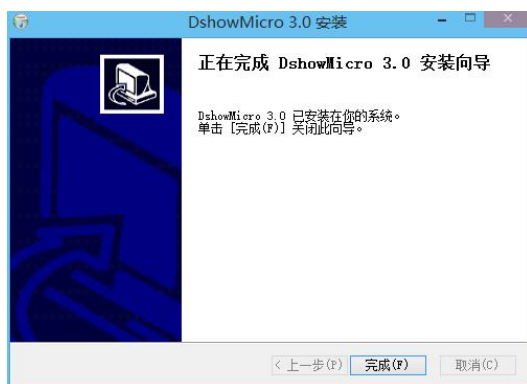 DshowMicro 3.0 安装
正在完成 DshowMicro 3.0 安装向导
DshowMicro 3.0 已安装在你的系统。
单击 [完成(F)] 关闭此向导。
< 上一步(P) 完成(F) 取消(C)